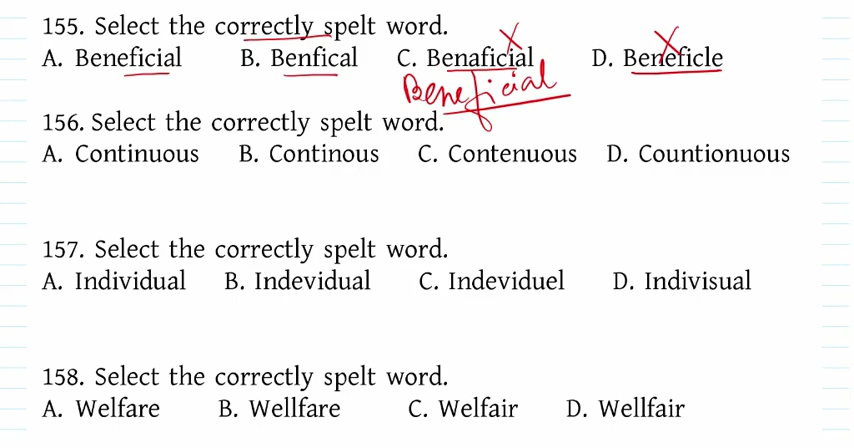 155. Select the correctly spelt word.
A. Beneficial B. Benfical C. Benaficial D. Beneficle
Beneficial
156. Select the correctly spelt word.
A. Continuous B. Continous C. Contenuous D. Countionuous
157. Select the correctly spelt word.
A. Individual B. Indevidual C. Indeviduel D. Indivisual
158. Select the correctly spelt word.
A. Welfare B. Wellfare C. Welfair D. Wellfair